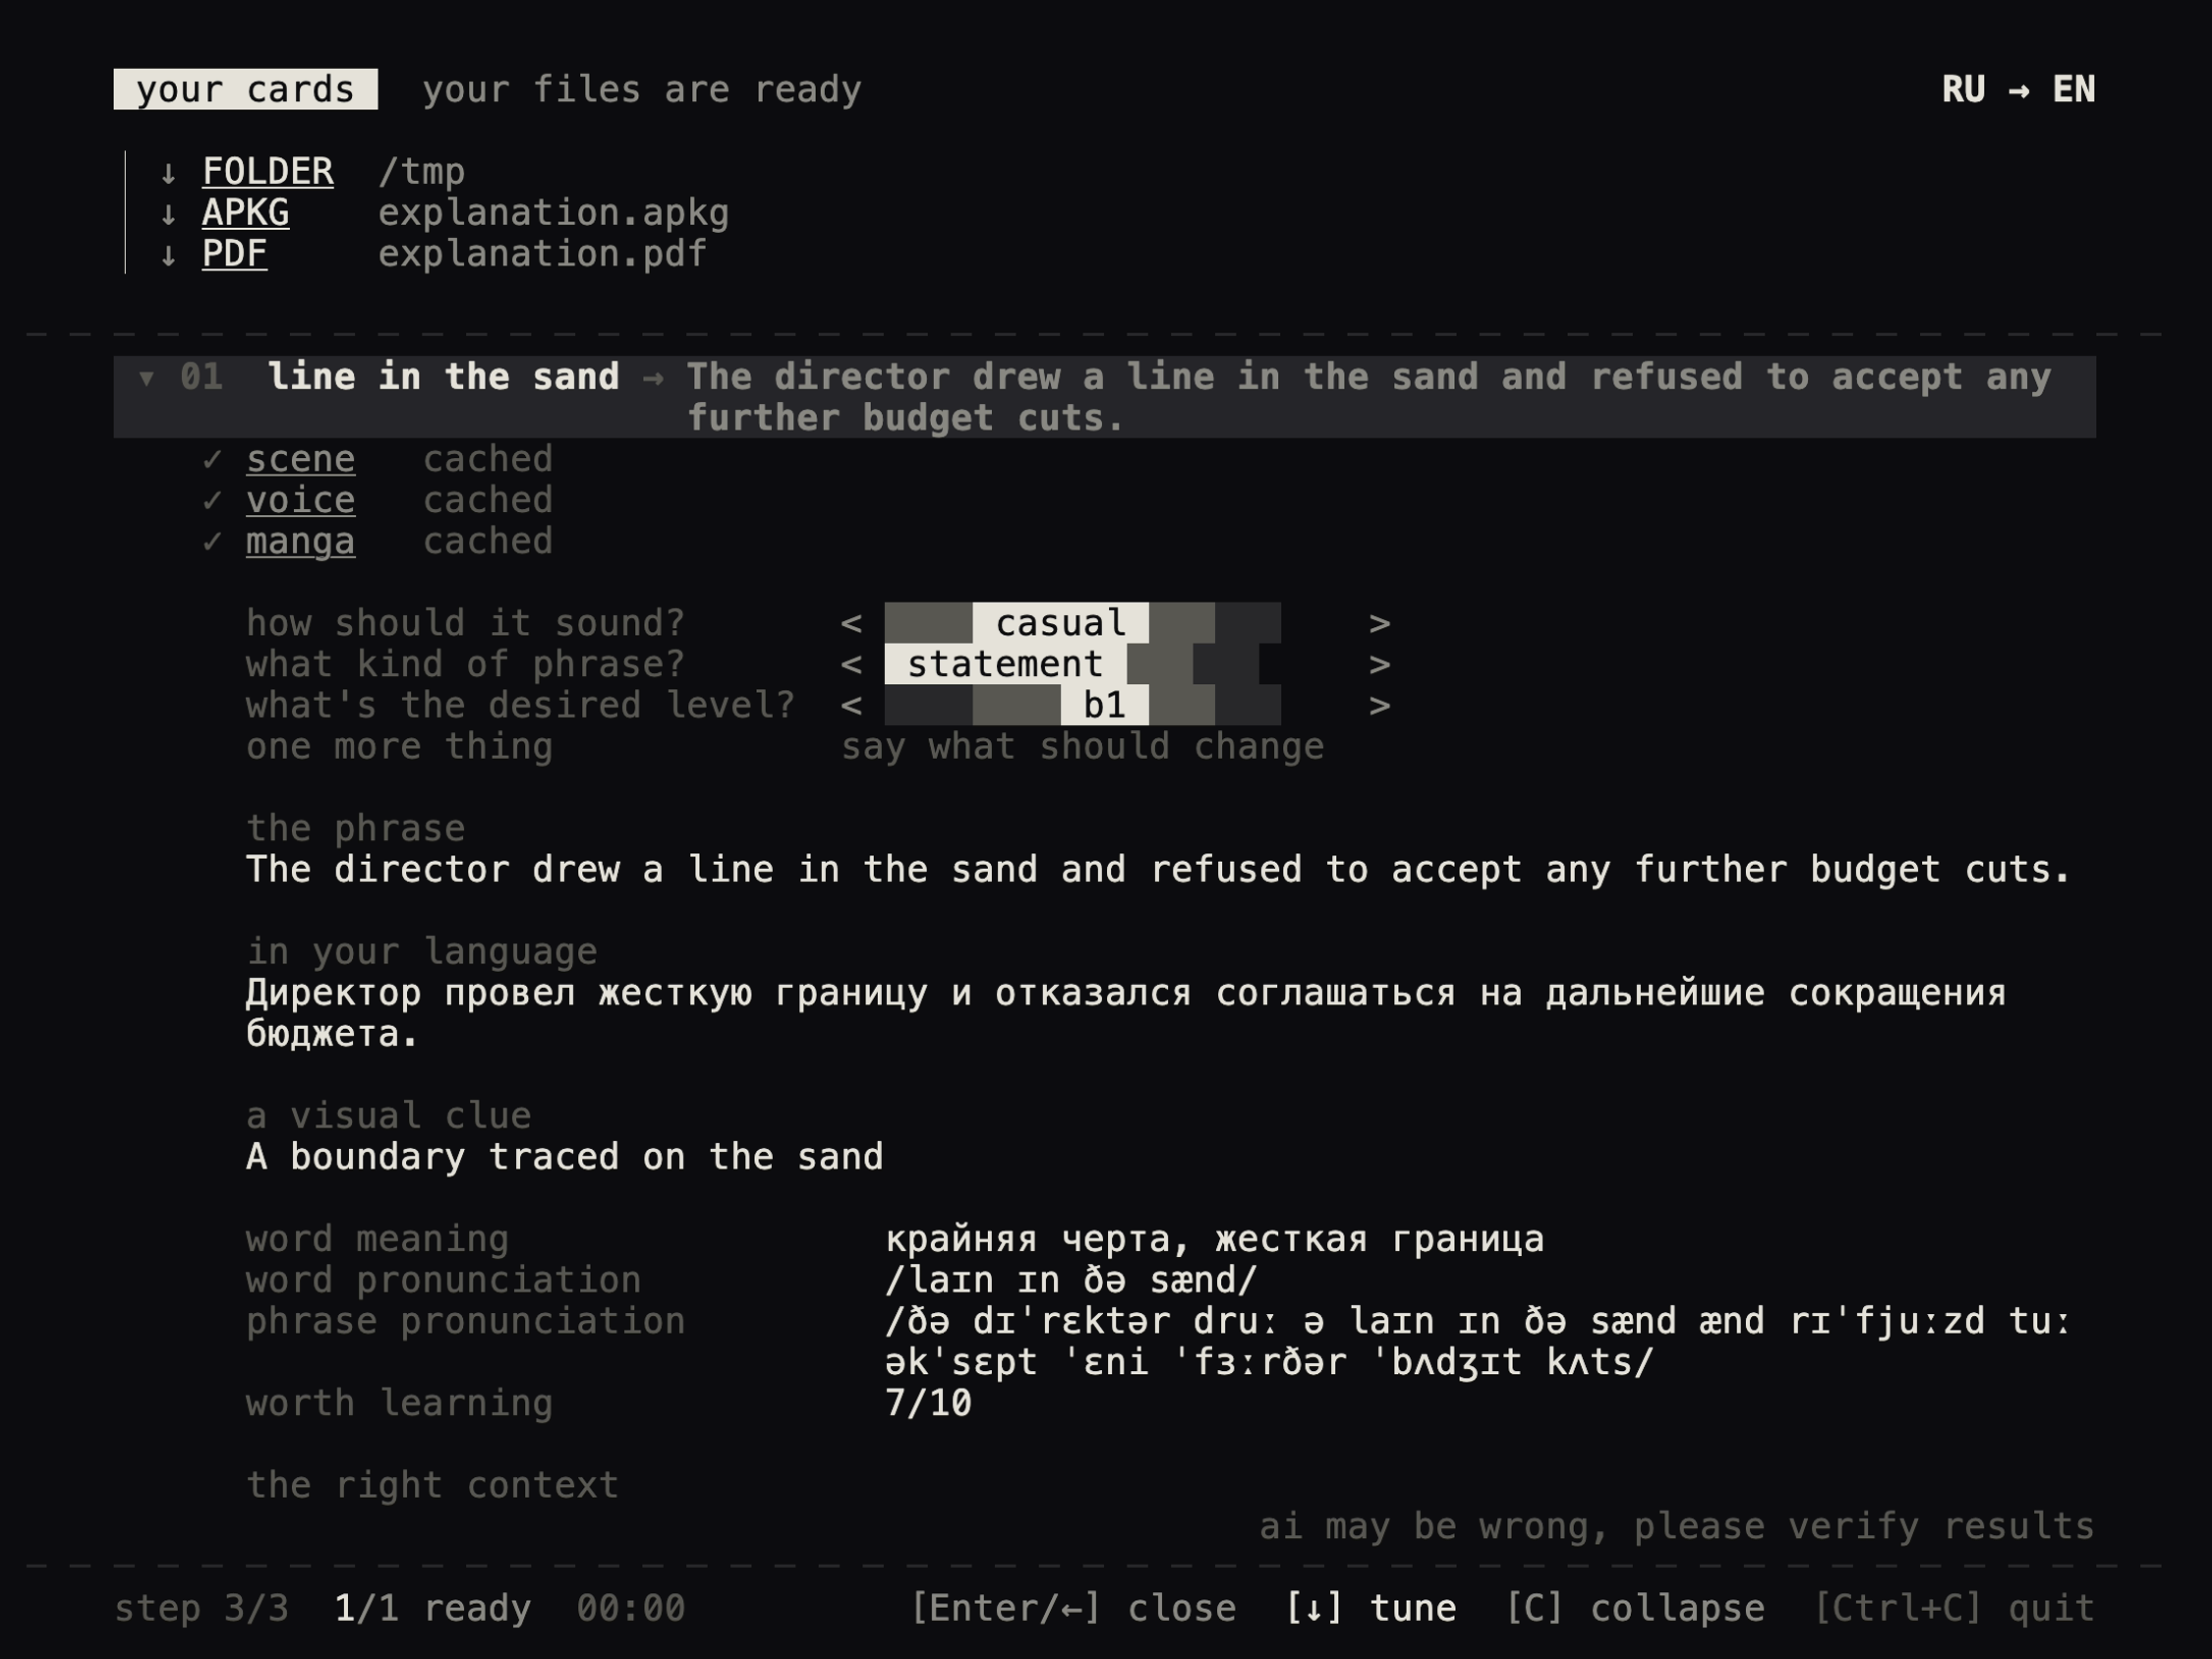 your cards  your files are ready  RU → EN
↓ FOLDER  /tmp
↓ APKG  explanation.apkg
↓ PDF  explanation.pdf
▼ 01  line in the sand → The director drew a line in the sand and refused to accept any
further budget cuts.
✓ scene  cached
✓ voice  cached
✓ manga  cached
how should it sound?  <  casual  >
what kind of phrase?  <  statement  >
what's the desired level?  <  b1  >
one more thing  say what should change
the phrase
The director drew a line in the sand and refused to accept any further budget cuts.
in your language
Директор провел жесткую границу и отказался соглашаться на дальнейшие сокращения
бюджета.
a visual clue
A boundary traced on the sand
word meaning  крайняя черта, жесткая граница
word pronunciation  /laɪn ɪn ðə sænd/
phrase pronunciation  /ðə dɪˈrɛktər druː ə laɪn ɪn ðə sænd ænd rɪˈfjuːzd tuː
əkˈsɛpt ˈɛni ˈfɜːrðər ˈbʌdʒɪt kʌts/
worth learning  7/10
the right context
ai may be wrong, please verify results
step 3/3  1/1 ready  00:00  [Enter/←] close  [↓] tune  [C] collapse  [Ctrl+C] quit